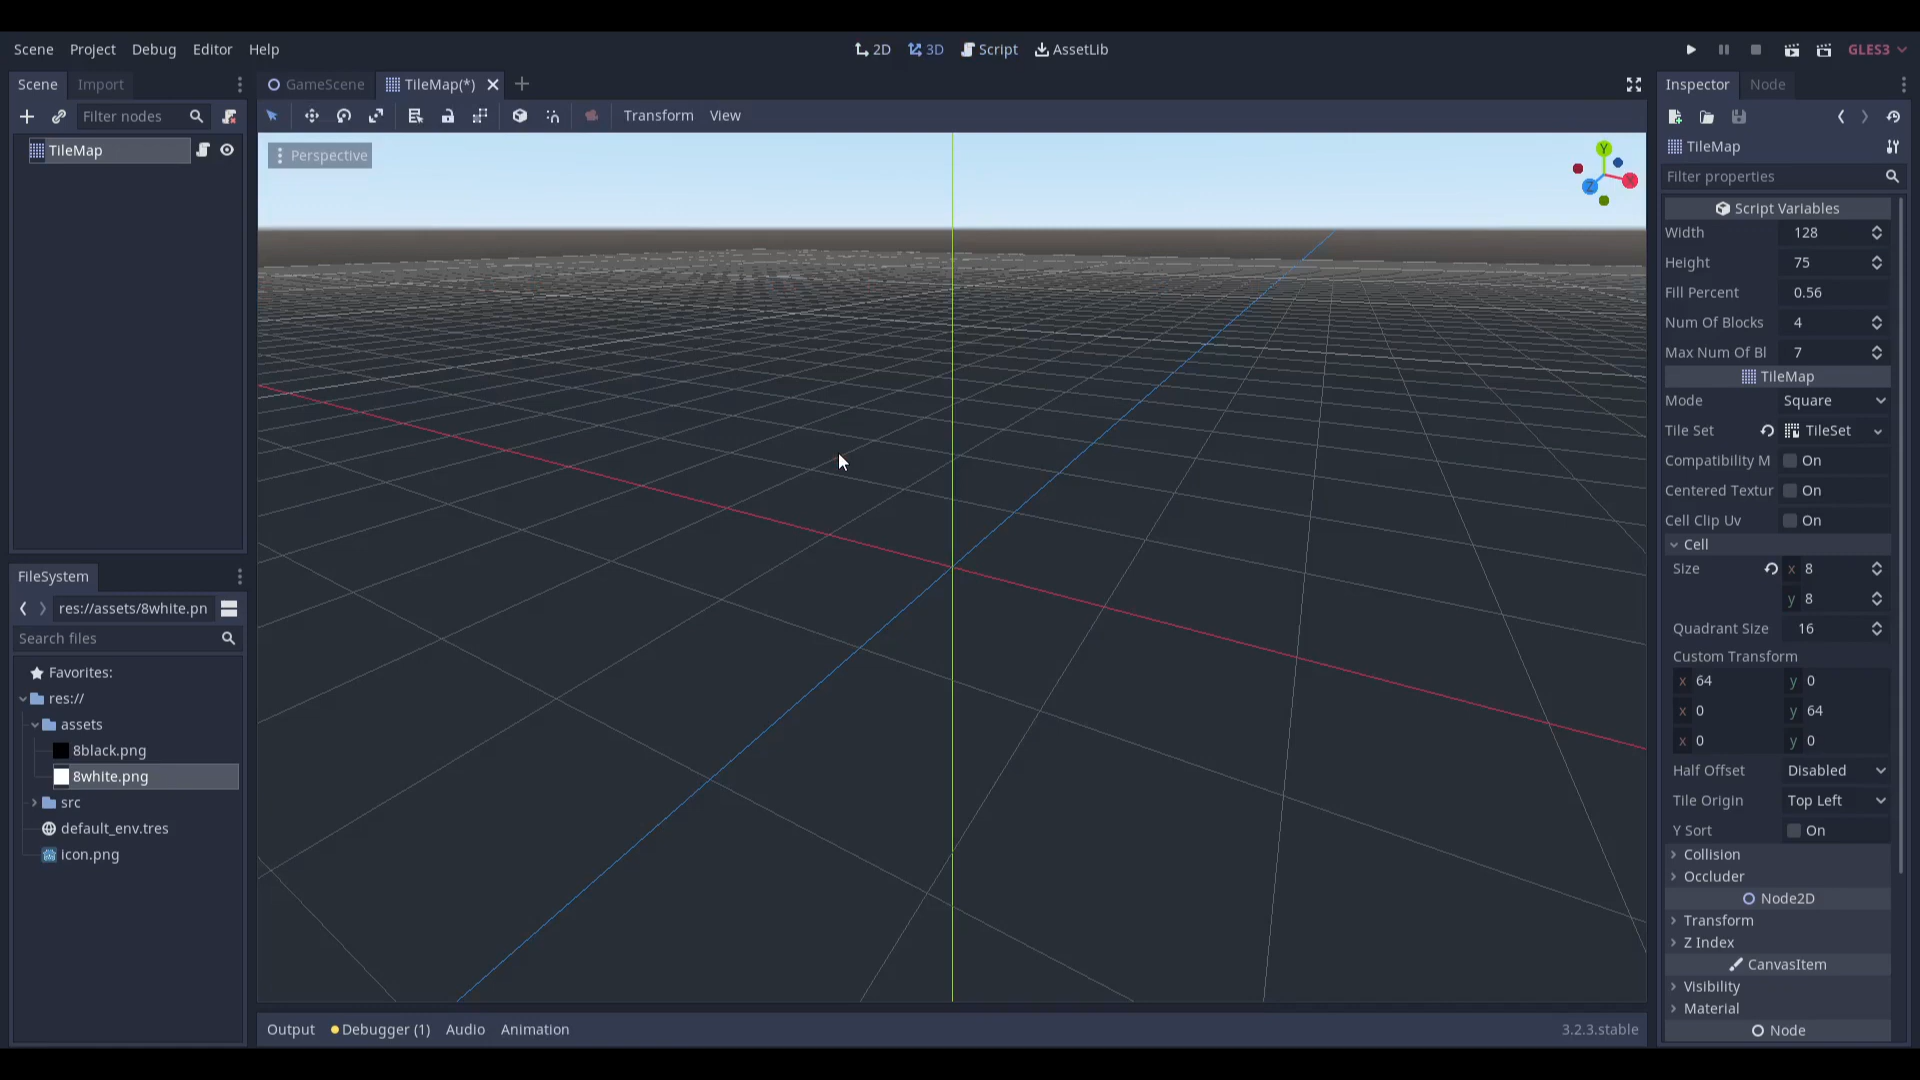 Scene Project Debug Editor Help
2D 3D Script AssetLib
GLES3
Scene Import
GameScene TileMap(*)
Inspector Node
Filter nodes
Transform View
TileMap
Perspective
Y
X
Z
TileMap
Filter properties
Script Variables
Width 128
Height 75
Fill Percent 0.56
Num Of Blocks 4
Max Num Of Bl 7
TileMap
Mode Square
Tile Set TileSet
Compatibility M On
Centered Textur On
Cell Clip Uv On
Cell
Size x 8
y 8
Quadrant Size 16
Custom Transform
x 64 y 0
x 0 y 64
x 0 y 0
Half Offset Disabled
Tile Origin Top Left
Y Sort On
Collision
Occluder
Node2D
Transform
Z Index
CanvasItem
Visibility
Material
Node
FileSystem
res://assets/8white.pn
Search files
Favorites:
res://
assets
8black.png
8white.png
src
default_env.tres
icon.png
Output Debugger (1) Audio Animation
3.2.3.stable